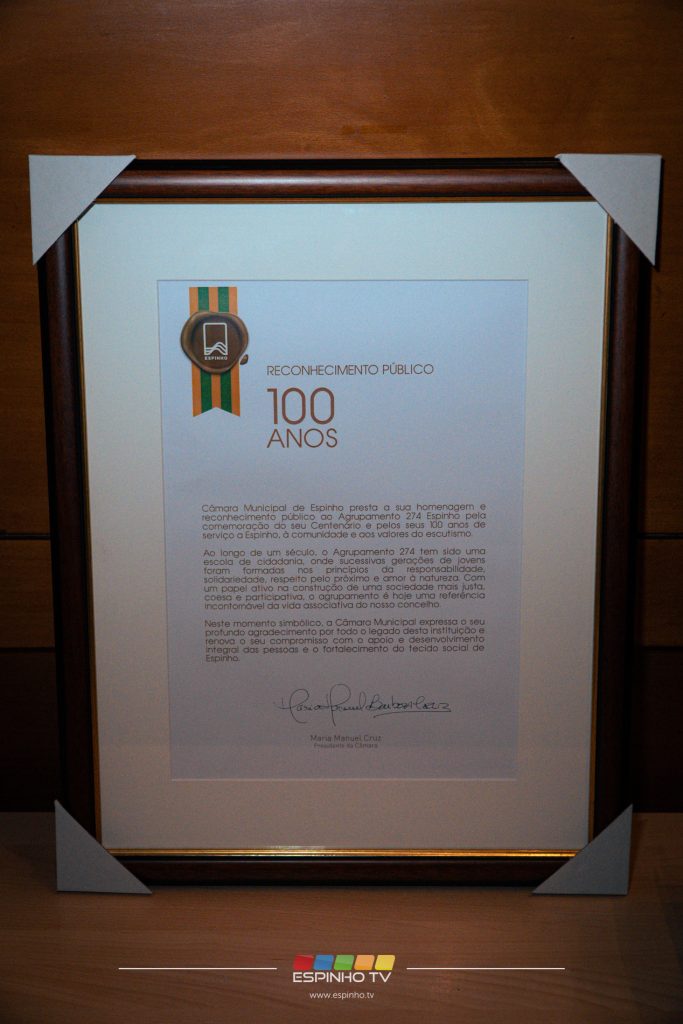 ESPINHO
RECONHECIMENTO PÚBLICO
100
ANOS
Câmara Municipal de Espinho presta a sua homenagem e
reconhecimento público ao Agrupamento 274 Espinho pela
comemoração do seu Centenário e pelos seus 100 anos de
serviço a Espinho, à comunidade e aos valores do escutismo.
Ao longo de um século, o Agrupamento 274 tem sido uma
escola de cidadania, onde sucessivas gerações de jovens
foram formadas nos princípios da responsabilidade,
solidariedade, respeito pelo próximo e amor à natureza. Com
um papel ativo na construção de uma sociedade mais justa,
coesa e participativa, o agrupamento é hoje uma referência
incontornável da vida associativa do nosso concelho.
Neste momento simbólico, a Câmara Municipal expressa o seu
profundo agradecimento por todo o legado desta instituição e
renova o seu compromisso com o apoio e desenvolvimento
integral das pessoas e o fortalecimento do tecido social de
Espinho.
Maria Manuel Barbosa Cruz
Maria Manuel Cruz
Presidente da Câmara
ESPINHO TV
www.espinho.tv